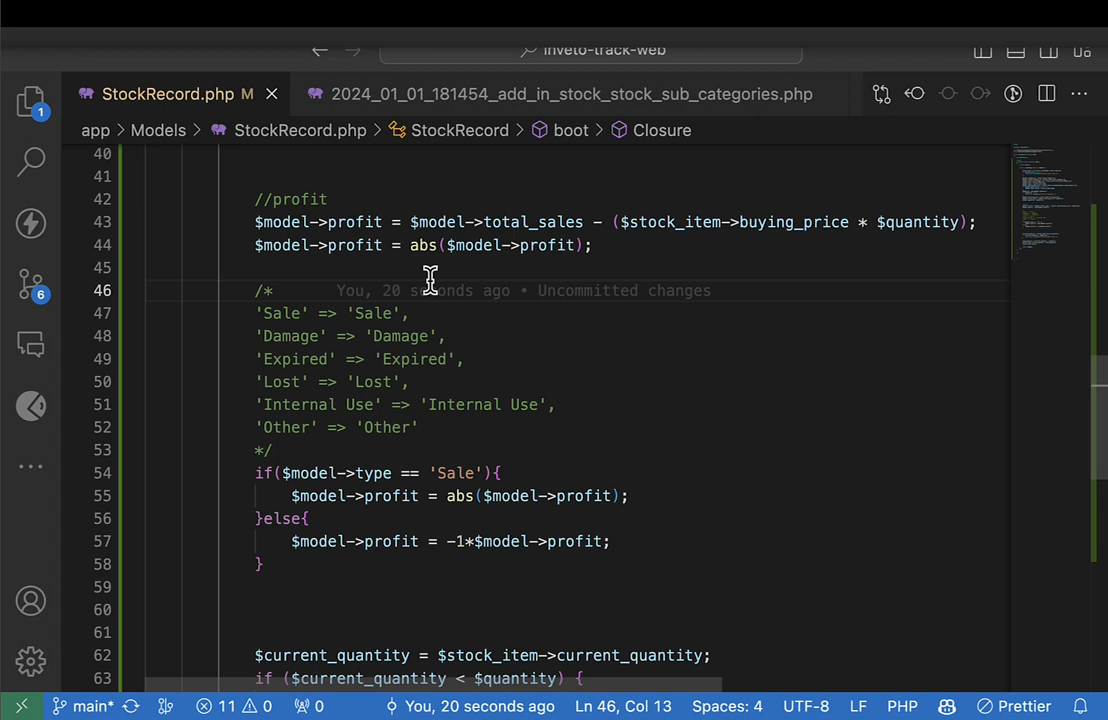 inveto-track-web
1
StockRecord.php M
2024_01_01_181454_add_in_stock_stock_sub_categories.php
app > Models > StockRecord.php > StockRecord > boot > Closure
40
41
42 //profit
43 $model->profit = $model->total_sales - ($stock_item->buying_price * $quantity);
44 $model->profit = abs($model->profit);
45
46 /* You, 20 seconds ago • Uncommitted changes
47 'Sale' => 'Sale',
48 'Damage' => 'Damage',
49 'Expired' => 'Expired',
50 'Lost' => 'Lost',
51 'Internal Use' => 'Internal Use',
52 'Other' => 'Other'
53 */
54 if($model->type == 'Sale'){
55 $model->profit = abs($model->profit);
56 }else{
57 $model->profit = -1*$model->profit;
58 }
59
60
61
62 $current_quantity = $stock_item->current_quantity;
63 if ($current_quantity < $quantity) {
6
main* 11 0 0 You, 20 seconds ago Ln 46, Col 13 Spaces: 4 UTF-8 LF PHP Prettier